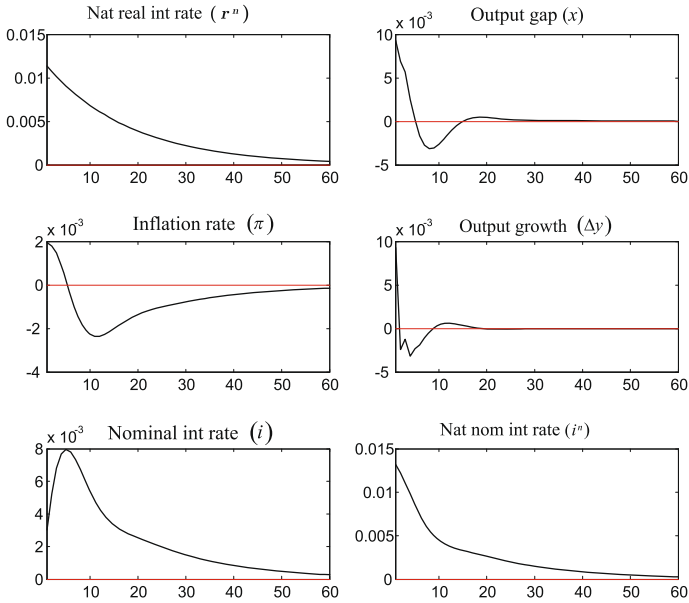 Nat real int rate (rⁿ)
0.015
0.01
0.005
0
10 20 30 40 50 60
Output gap (x)
x 10⁻³
10
5
0
-5
10 20 30 40 50 60
Inflation rate (π)
x 10⁻³
2
0
-2
-4
10 20 30 40 50 60
Output growth (Δy)
x 10⁻³
10
5
0
-5
10 20 30 40 50 60
Nominal int rate (i)
x 10⁻³
8
6
4
2
0
10 20 30 40 50 60
Nat nom int rate (iⁿ)
0.015
0.01
0.005
0
10 20 30 40 50 60